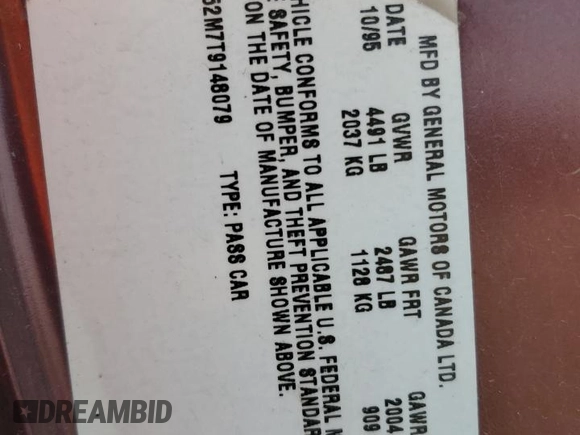 MFD BY GENERAL MOTORS OF CANADA LTD.
DATE GVWR GAWR FRT GAWR
10/95 4491 LB 2487 LB 2004
2037 KG 1128 KG 909
HICLE CONFORMS TO ALL APPLICABLE U.S. FEDERAL M
SAFETY, BUMPER, AND THEFT PREVENTION STANDAR
ON THE DATE OF MANUFACTURE SHOWN ABOVE.
52M7T9148079 TYPE: PASS CAR
DREAMBID